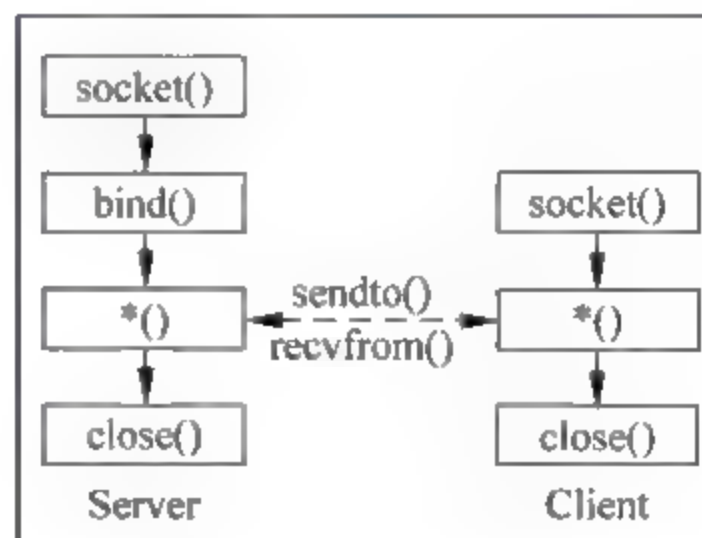 socket()
bind()
*()
close()
Server
sendto()
recvfrom()
socket()
*()
close()
Client